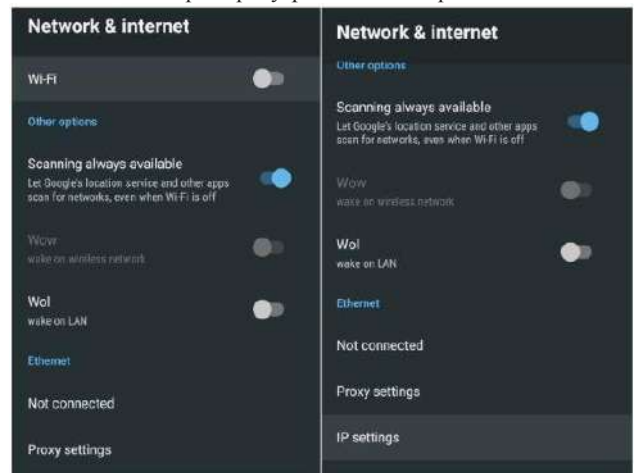 Network & internet
Wi-Fi
Other options
Scanning always available
Let Google's location service and other apps
scan for networks, even when Wi-Fi is off
Wow
wake on wireless network
Wol
wake on LAN
Ethernet
Not connected
Proxy settings
Network & internet
Other options
Scanning always available
Let Google's location service and other apps
scan for networks, even when Wi-Fi is off
Wow
wake on wireless network
Wol
wake on LAN
Ethernet
Not connected
Proxy settings
IP settings